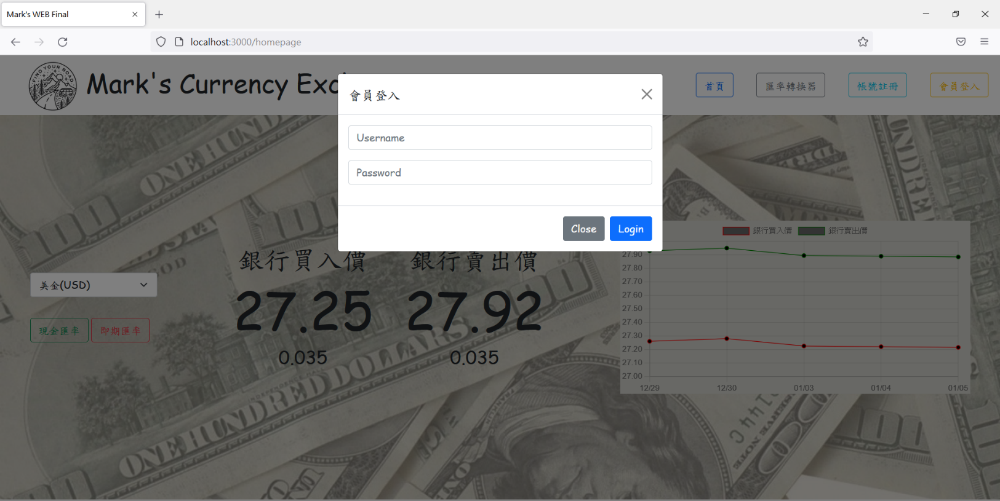 Mark's WEB Final
localhost:3000/homepage
FIND YOUR ROAD
Mark's Currency
首頁
匯率轉換器
帳號註冊
會員登入
會員登入
Username
Password
Close
Login
美金(USD)
現金匯率
即期匯率
銀行買入價
27.25
0.035
銀行賣出價
27.92
0.035
銀行買入價
銀行賣出價
27.90
27.80
27.70
27.60
27.50
27.40
27.30
27.20
27.10
27.00
12/29
12/30
01/03
01/04
01/05
ONE HUNDRED DOLLARS